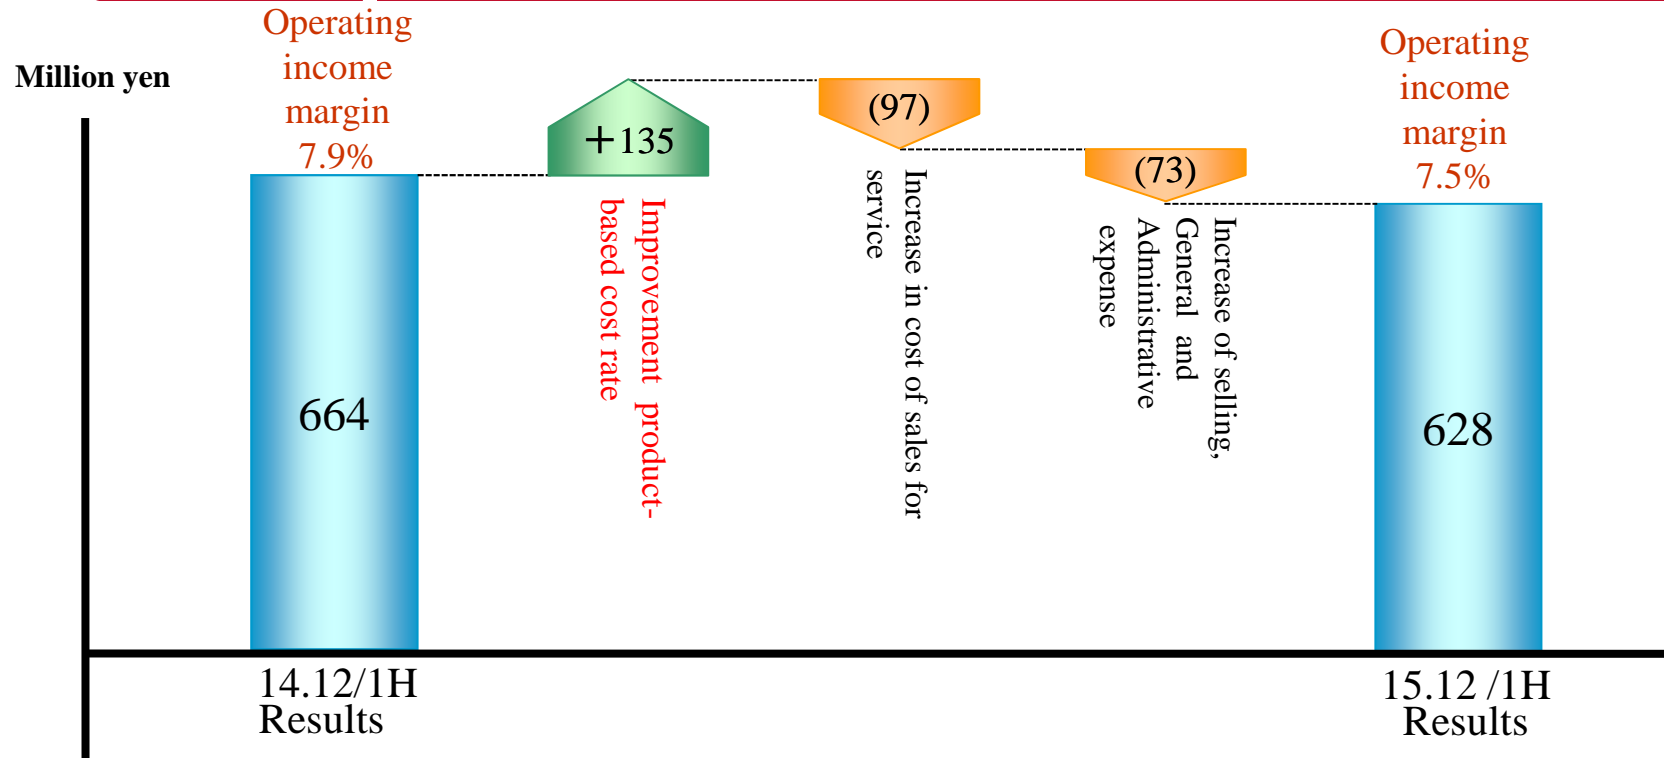 Million yen
Operating
income
margin
7.9%
664
14.12/1H
Results
+135
Improvement product-
based cost rate
(97)
Increase in cost of sales for
service
(73)
Increase of selling,
General and
Administrative
expense
Operating
income
margin
7.5%
628
15.12 /1H
Results